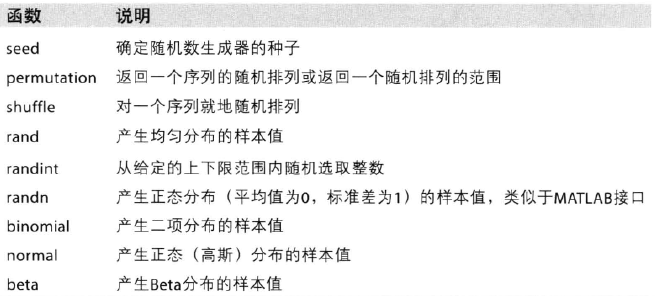 函数 说明
seed 确定随机数生成器的种子
permutation 返回一个序列的随机排列或返回一个随机排列的范围
shuffle 对一个序列就地随机排列
rand 产生均匀分布的样本值
randint 从给定的上下限范围内随机选取整数
randn 产生正态分布（平均值为0，标准差为1）的样本值，类似于MATLAB接口
binomial 产生二项分布的样本值
normal 产生正态（高斯）分布的样本值
beta 产生Beta分布的样本值